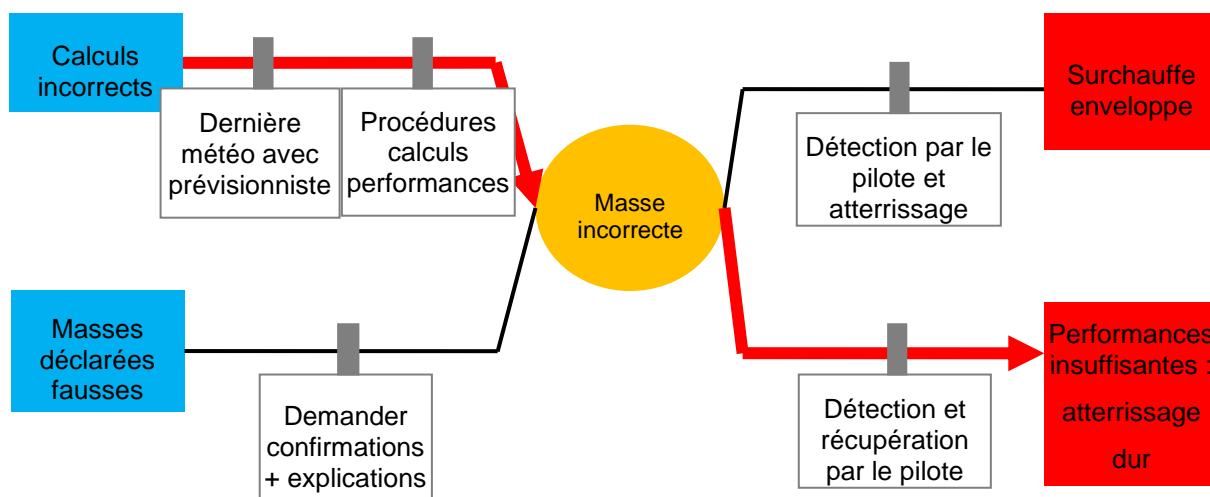 Calculs
incorrects
Dernière
météo avec
prévisionniste
Procédures
calculs
performances
Masse
incorrecte
Détection par le
pilote et
atterrissage
Surchauffe
enveloppe
Masses
déclarées
fausses
Demander
confirmations
+ explications
Détection et
récupération
par le pilote
Performances
insuffisantes :
atterrissage
dur